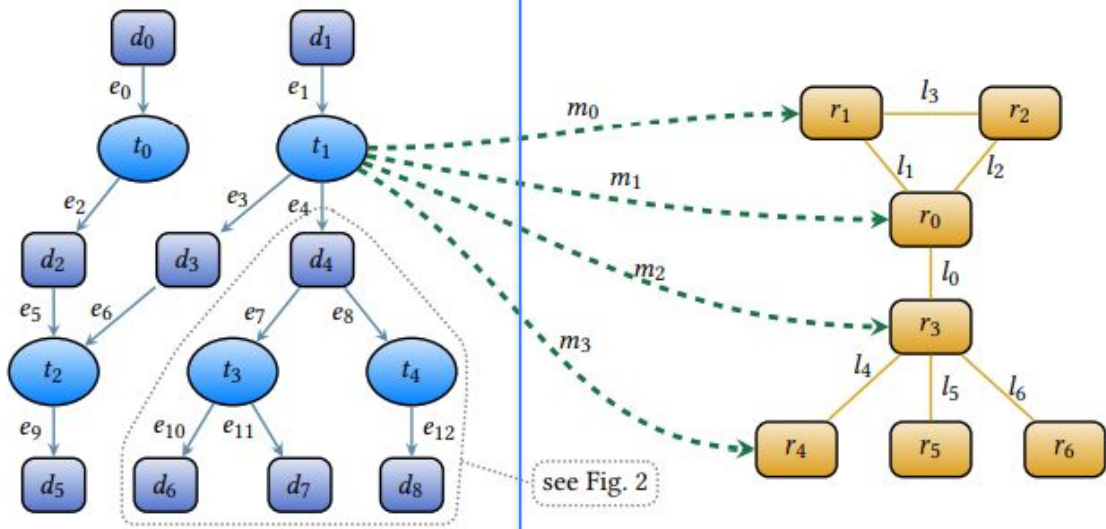 d0 d1
e0 e1
m0 r1 l3 r2
t0 t1
l1 l2
m1
e2 e3 e4
r0
d2 d3 d4
m2 l0
e5 e6 e7 e8
r3
m3
t2 t3 t4
l4 l5 l6
e9 e10 e11 e12
r4 r5 r6
d5 d6 d7 d8
see Fig. 2